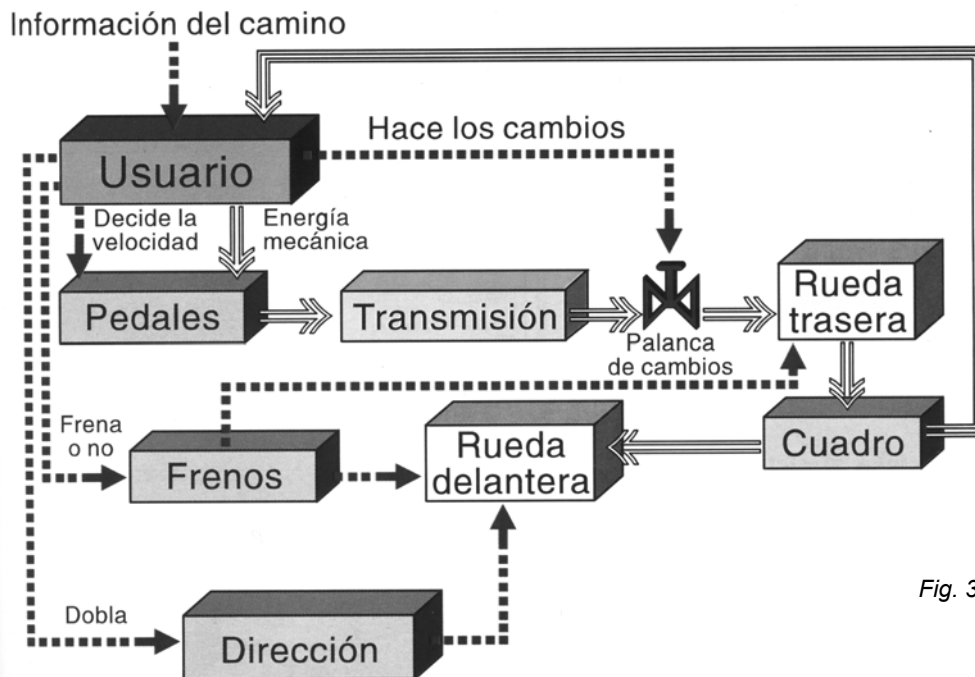 Información del camino
Usuario
Hace los cambios
Decide la
velocidad
Energía
mecánica
Pedales
Transmisión
Palanca
de cambios
Rueda
trasera
Frena
o no
Frenos
Rueda
delantera
Cuadro
Dobla
Dirección
Fig. 3